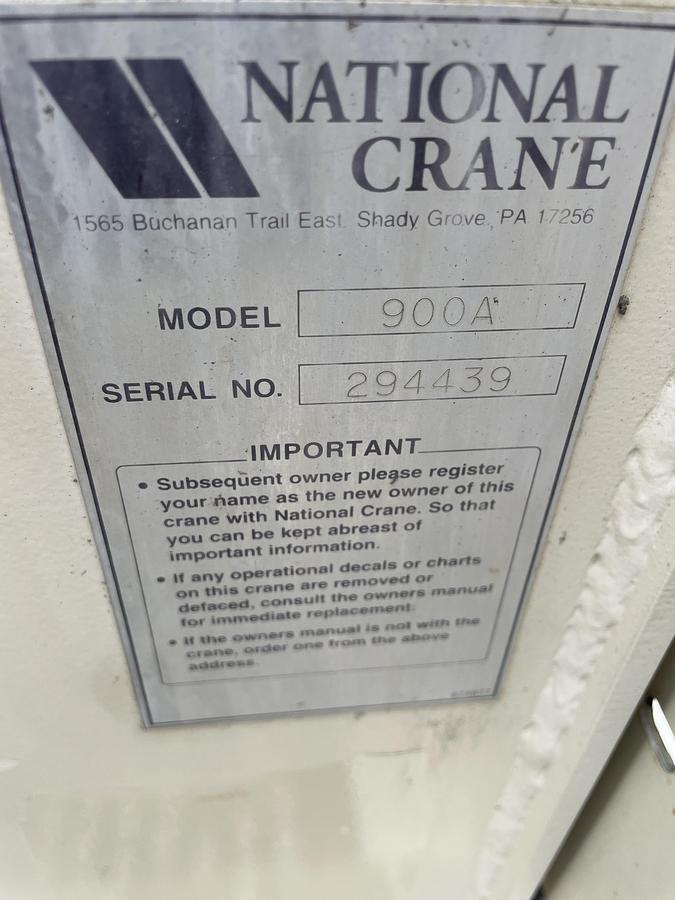 NATIONAL
CRANE
1565 Buchanan Trail East. Shady Grove, PA 17256
MODEL 900A
SERIAL NO. 294439
IMPORTANT
• Subsequent owner please register
your name as the new owner of this
crane with National Crane. So that
you can be kept abreast of
important information.
• If any operational decals or charts
on this crane are removed or
defaced, consult the owners manual
for immediate replacement.
• If the owners manual is not with the
crane, order one from the above
address.